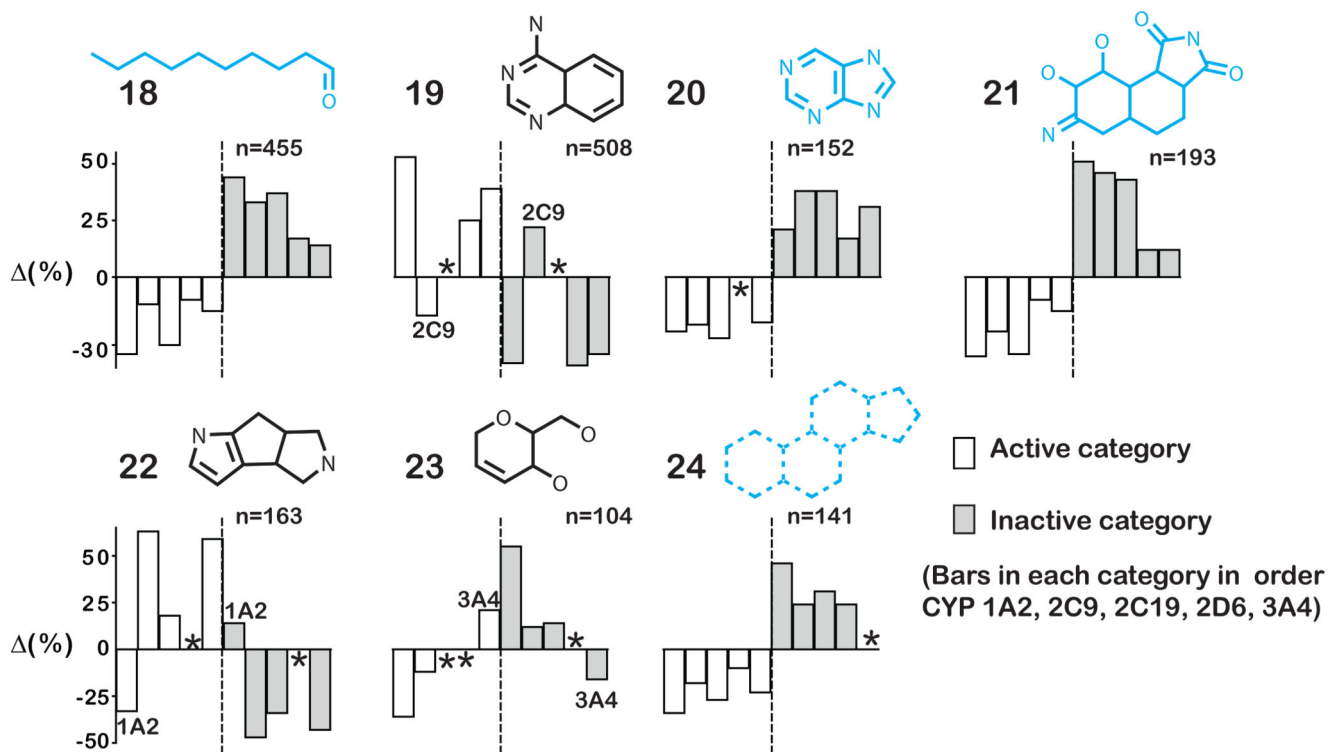 18
O
19
N
N
N
20
N
N
N
N
21
O
O
N
O
O
N
n=455
n=508
n=152
n=193
50
25
0
-30
Δ(%)
*
2C9
2C9
*
*
22
N
N
23
O
O
O
24
n=163
n=104
n=141
50
25
0
-25
-50
Δ(%)
1A2
*
1A2
*
**
3A4
*
3A4
*
Active category
Inactive category
(Bars in each category in order
CYP 1A2, 2C9, 2C19, 2D6, 3A4)